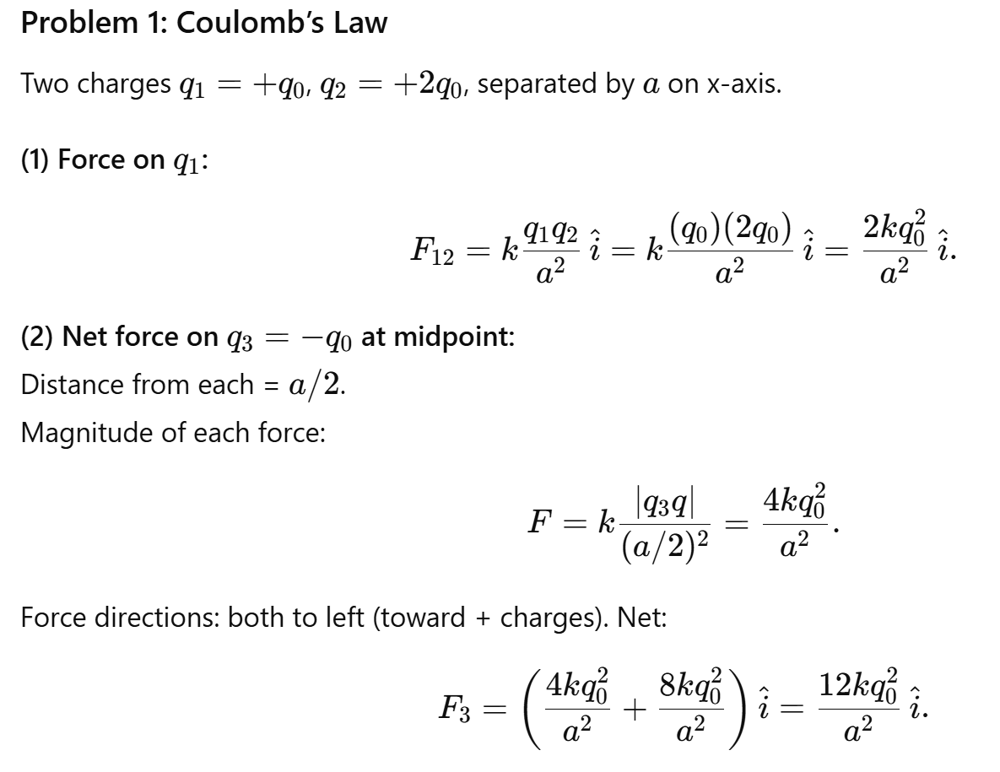 Problem 1: Coulomb’s Law
Two charges $q_1 = +q_0$, $q_2 = +2q_0$, separated by $a$ on x-axis.
(1) Force on $q_1$:
$F_{12} = k\frac{q_1 q_2}{a^2}\,\hat{i} = k\frac{(q_0)(2q_0)}{a^2}\,\hat{i} = \frac{2kq_0^2}{a^2}\,\hat{i}.$
(2) Net force on $q_3 = -q_0$ at midpoint:
Distance from each = $a/2$.
Magnitude of each force:
$F = k\frac{|q_3 q|}{(a/2)^2} = \frac{4kq_0^2}{a^2}.$
Force directions: both to left (toward + charges). Net:
$F_3 = \left(\frac{4kq_0^2}{a^2} + \frac{8kq_0^2}{a^2}\right)\hat{i} = \frac{12kq_0^2}{a^2}\,\hat{i}.$